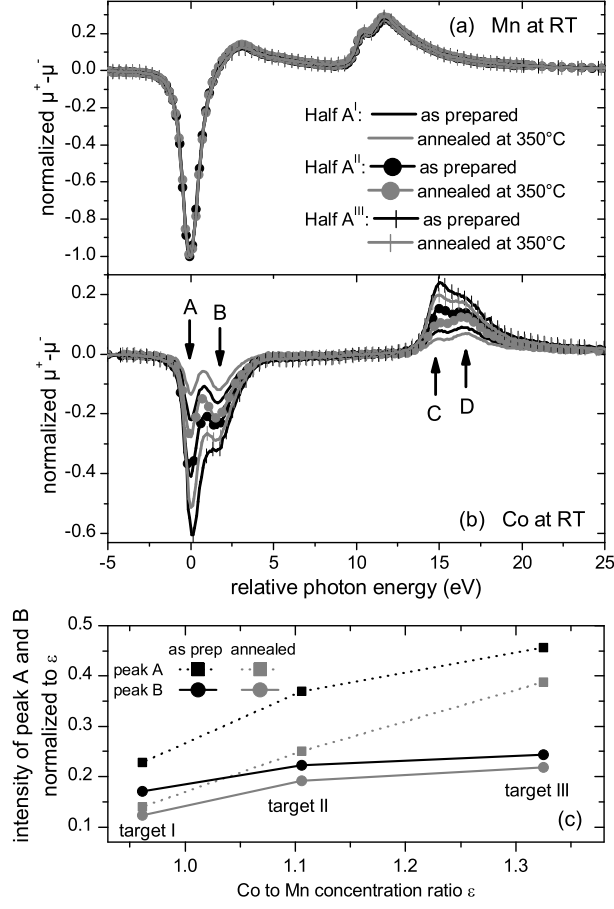 (a) Mn at RT
0.2
0.0
-0.2
-0.4
-0.6
-0.8
-1.0
normalized μ⁺-μ⁻
Half Aᴵ: as prepared
annealed at 350°C
Half Aᴵᴵ: as prepared
annealed at 350°C
Half Aᴵᴵᴵ: as prepared
annealed at 350°C
0.2
0.0
-0.2
-0.4
-0.6
normalized μ⁺-μ⁻
A
B
C
D
(b) Co at RT
-5 0 5 10 15 20 25
relative photon energy (eV)
0.5
0.4
0.3
0.2
0.1
intensity of peak A and B
normalized to ε
as prep annealed
peak A
peak B
target I
target II
target III
(c)
1.0 1.1 1.2 1.3
Co to Mn concentration ratio ε